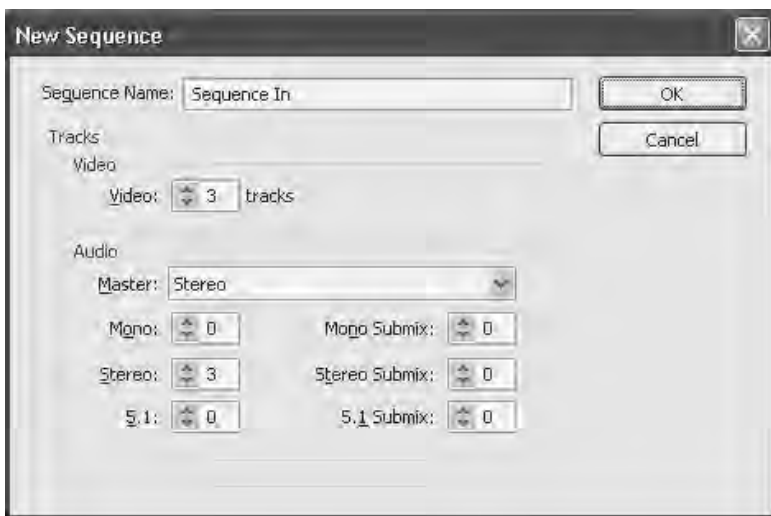 New Sequence
Sequence Name: Sequence In
OK
Tracks
Cancel
Video
Video: 3 tracks
Audio
Master: Stereo
Mono: 0 Mono Submix: 0
Stereo: 3 Stereo Submix: 0
5.1: 0 5.1 Submix: 0